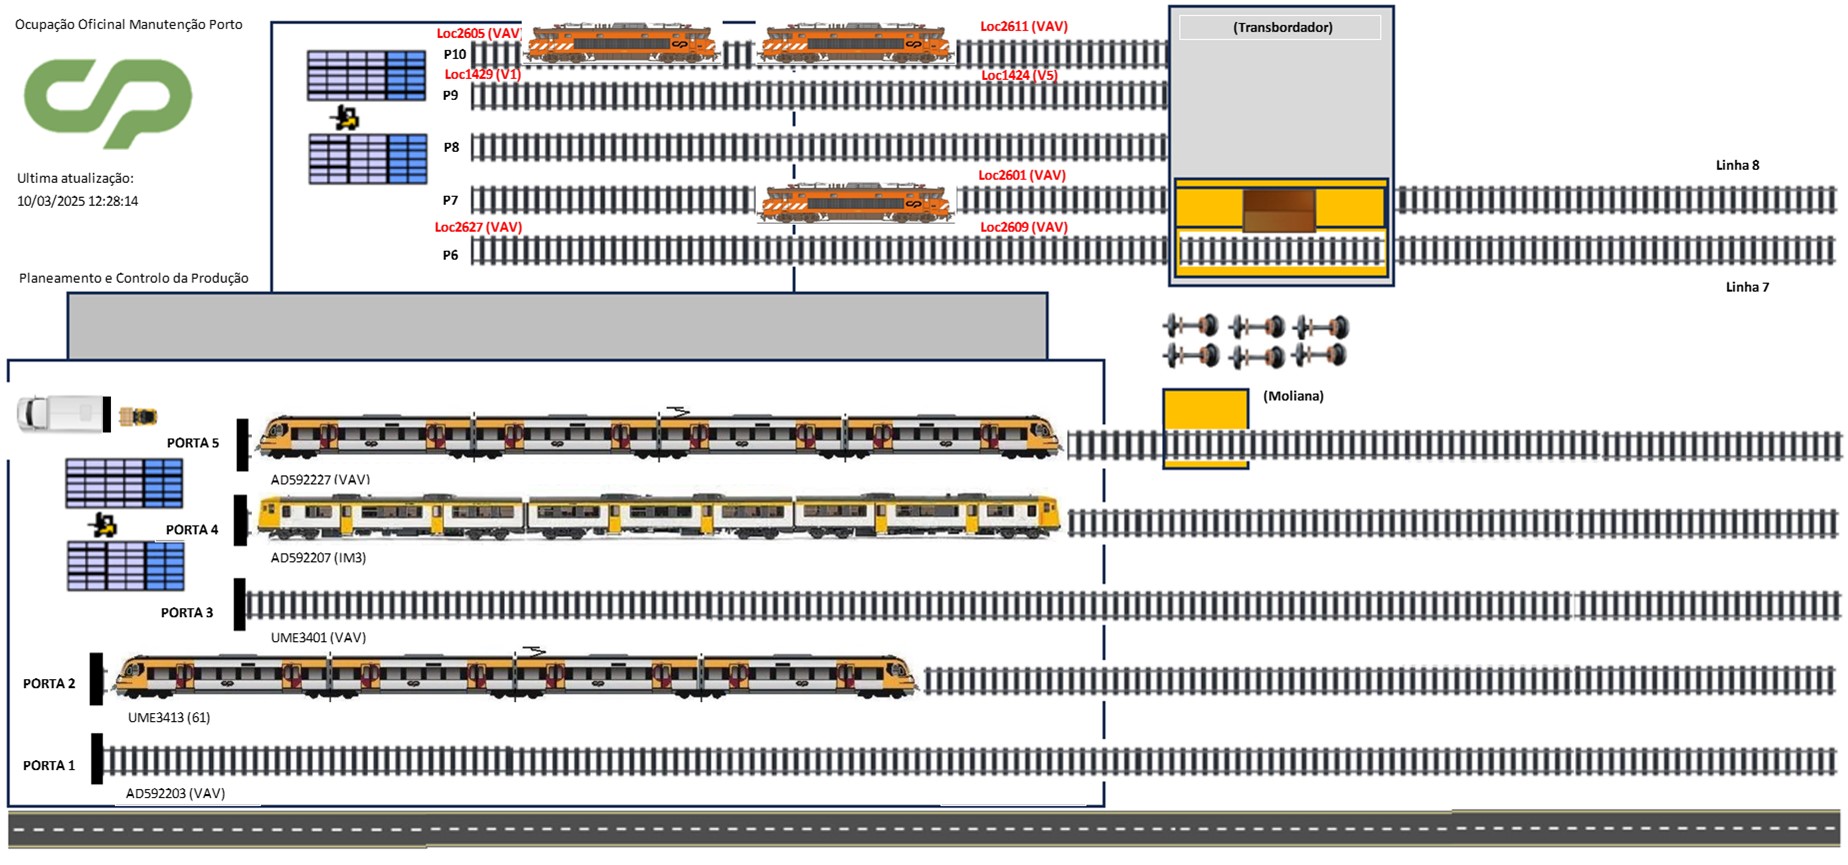 Ocupação Oficinal Manutenção Porto
Ultima atualização:
10/03/2025 12:28:14
Planeamento e Controlo da Produção
Loc2605 (VAV)
Loc2611 (VAV)
P10
Loc1429 (V1)
Loc1424 (V5)
P9
P8
Loc2601 (VAV)
P7
Loc2627 (VAV)
Loc2609 (VAV)
P6
(Transbordador)
Linha 8
Linha 7
(Moliana)
PORTA 5
AD592227 (VAV)
PORTA 4
AD592207 (IM3)
PORTA 3
UME3401 (VAV)
PORTA 2
UME3413 (61)
PORTA 1
AD592203 (VAV)